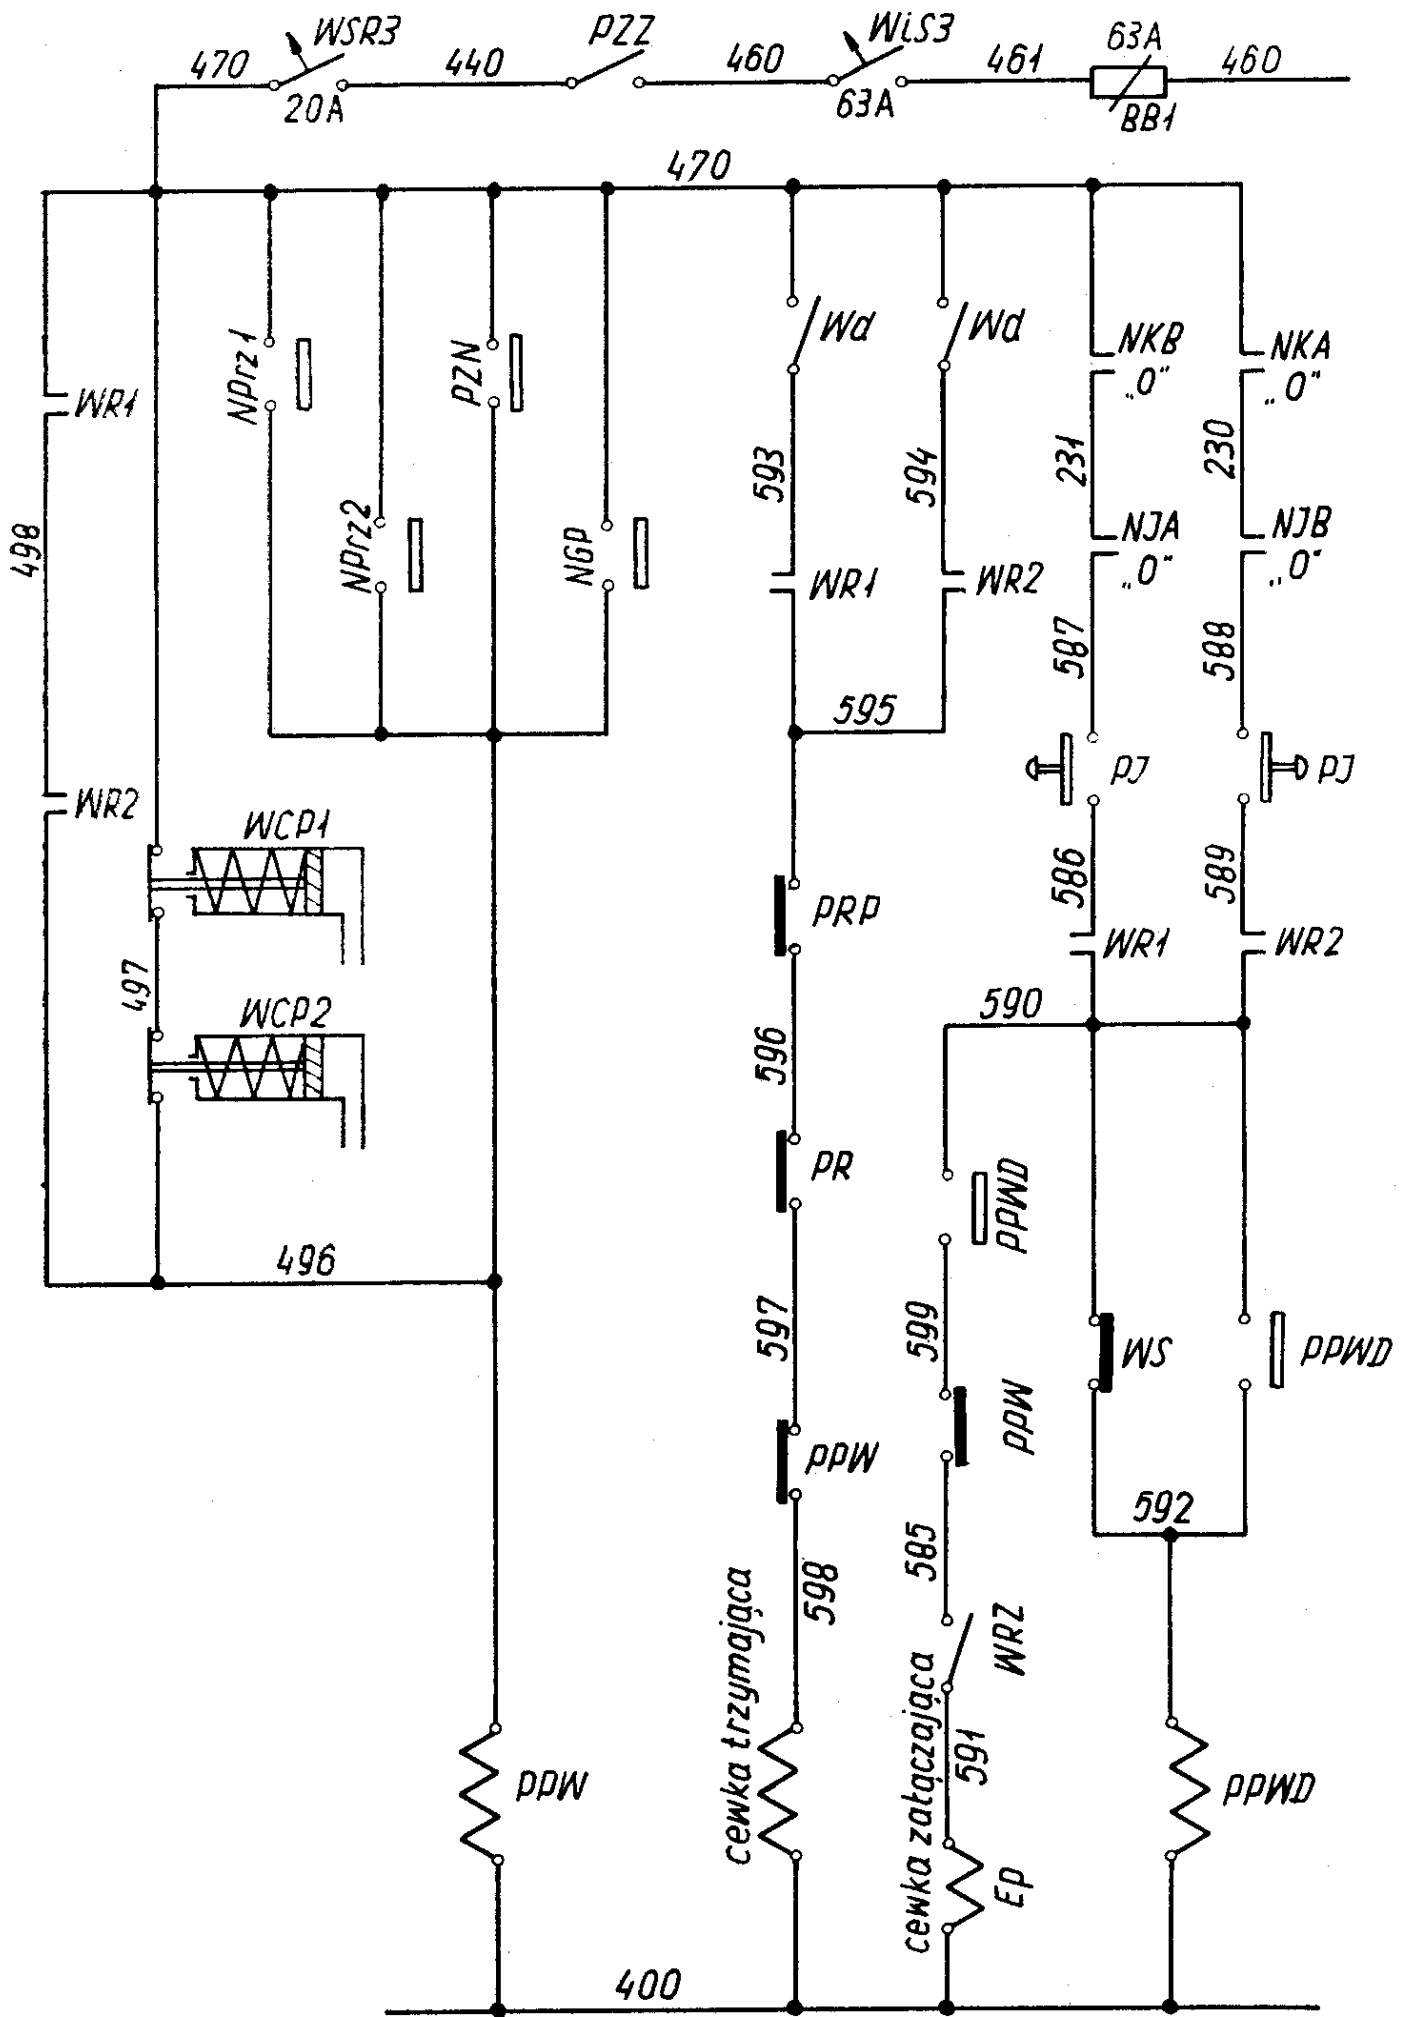 470
WSR3
20A
440
PZZ
460
WiS3
63A
461
63A
BB1
460
470
WR1
NPrz1
NPrz2
PZN
NGP
Wd
Wd
NKB
„0”
NKA
„0”
498
593
594
231
230
WR1
WR2
NJA
„0”
NJB
„0”
587
588
595
WR2
WCP1
PJ
PJ
586
589
PRP
WR1
WR2
497
WCP2
590
596
PR
PPWD
496
597
599
WS
PPWD
PPW
PPW
592
585
598
WRZ
cewka trzymająca
cewka załączająca
591
PPW
PPWD
Ep
400